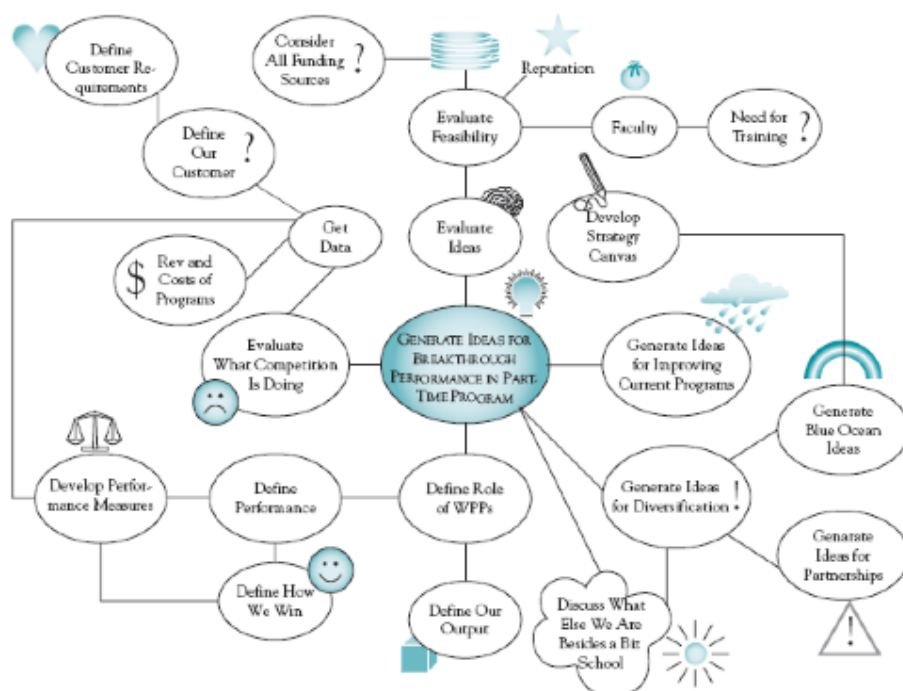 Define
Customer Re-
quirements
Consider
All Funding
Sources
?
Reputation
Evaluate
Feasibility
Faculty
Need for
Training
?
Define
Our
Customer
?
Get
Data
Evaluate
Ideas
Develop
Strategy
Canvas
$
Rev and
Costs of
Programs
Evaluate
What Competition
Is Doing
Generate Ideas for
Breakthrough
Performance in Part-
Time Program
Generate Ideas
for Improving
Current Programs
Generate
Blue Ocean
Ideas
Develop Perfor-
mance Measures
Define
Performance
Define Role
of WPPs
Generate Ideas
for Diversification
!
Genarate
Ideas for
Partnerships
Define How
We Win
Define Our
Output
Discuss What
Else We Are
Besides a Bit
School
!